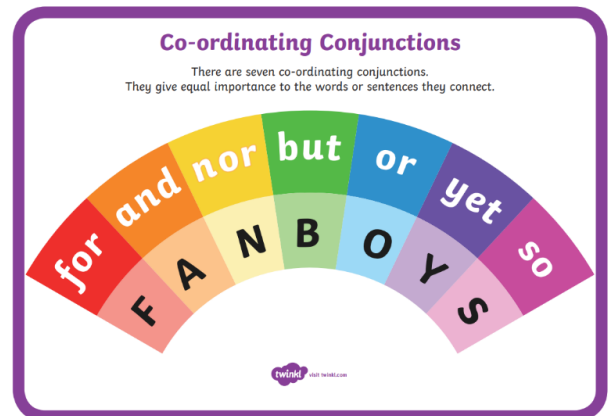 Co-ordinating Conjunctions
There are seven co-ordinating conjunctions.
They give equal importance to the words or sentences they connect.
for and nor but or yet so
F A N B O Y S
twinkl visit twinkl.com